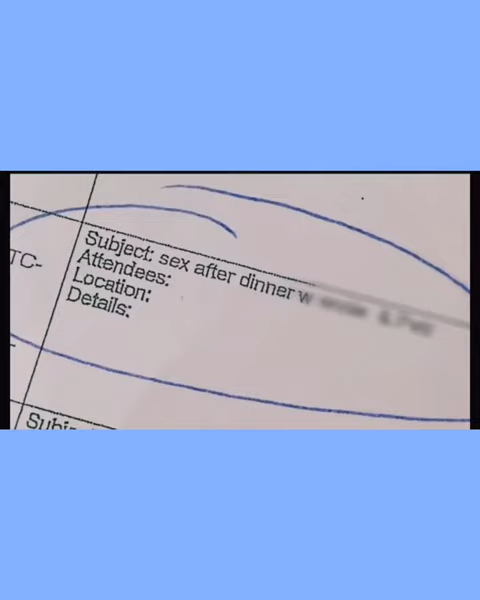 TC-
Subject: sex after dinner w
Attendees:
Location:
Details: